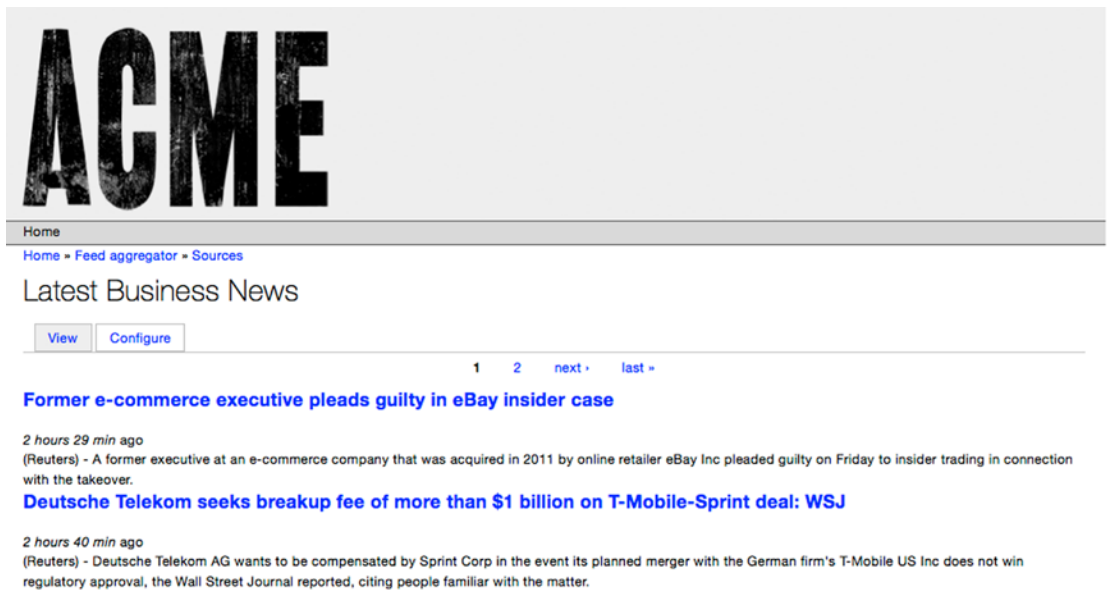 ACME
Home
Home » Feed aggregator » Sources
Latest Business News
View Configure
1 2 next › last »
Former e-commerce executive pleads guilty in eBay insider case
2 hours 29 min ago
(Reuters) - A former executive at an e-commerce company that was acquired in 2011 by online retailer eBay Inc pleaded guilty on Friday to insider trading in connection
with the takeover.
Deutsche Telekom seeks breakup fee of more than $1 billion on T-Mobile-Sprint deal: WSJ
2 hours 40 min ago
(Reuters) - Deutsche Telekom AG wants to be compensated by Sprint Corp in the event its planned merger with the German firm's T-Mobile US Inc does not win
regulatory approval, the Wall Street Journal reported, citing people familiar with the matter.